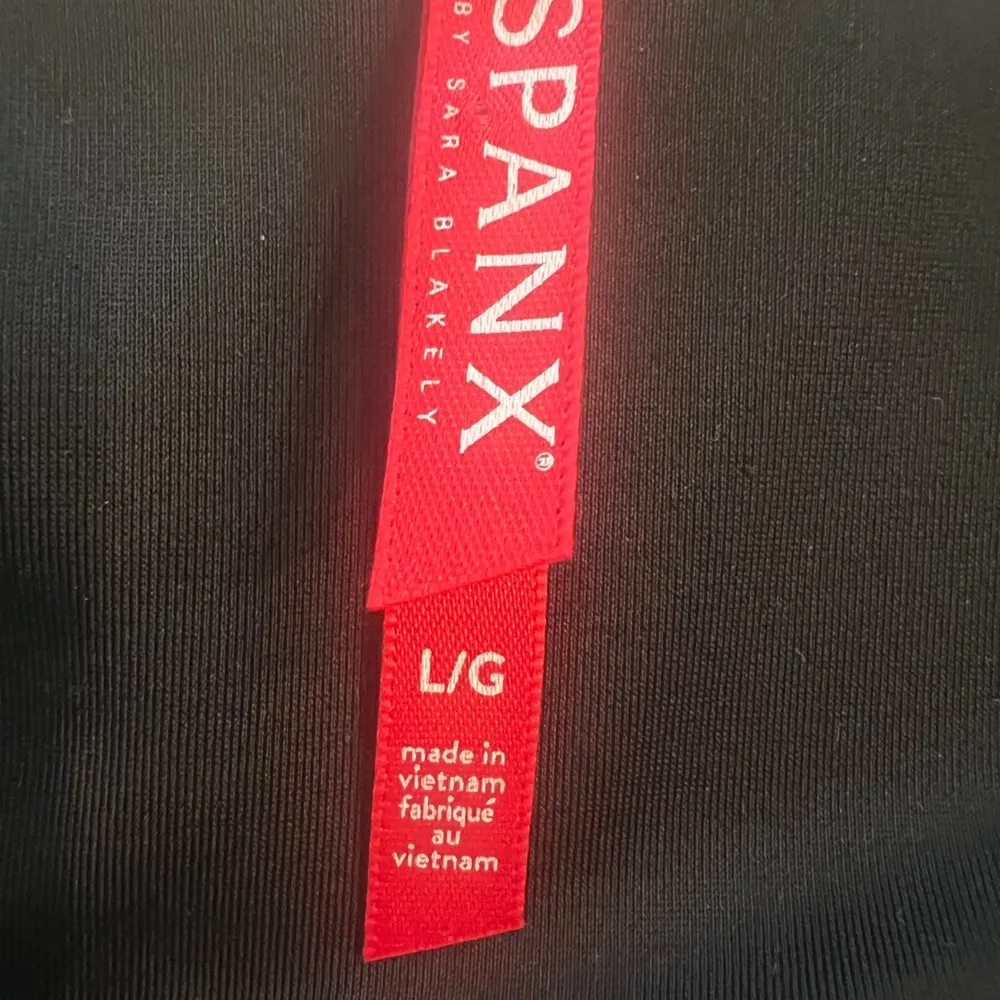 SPANX®
BY SARA BLAKELY
L/G
made in
vietnam
fabriqué
au
vietnam